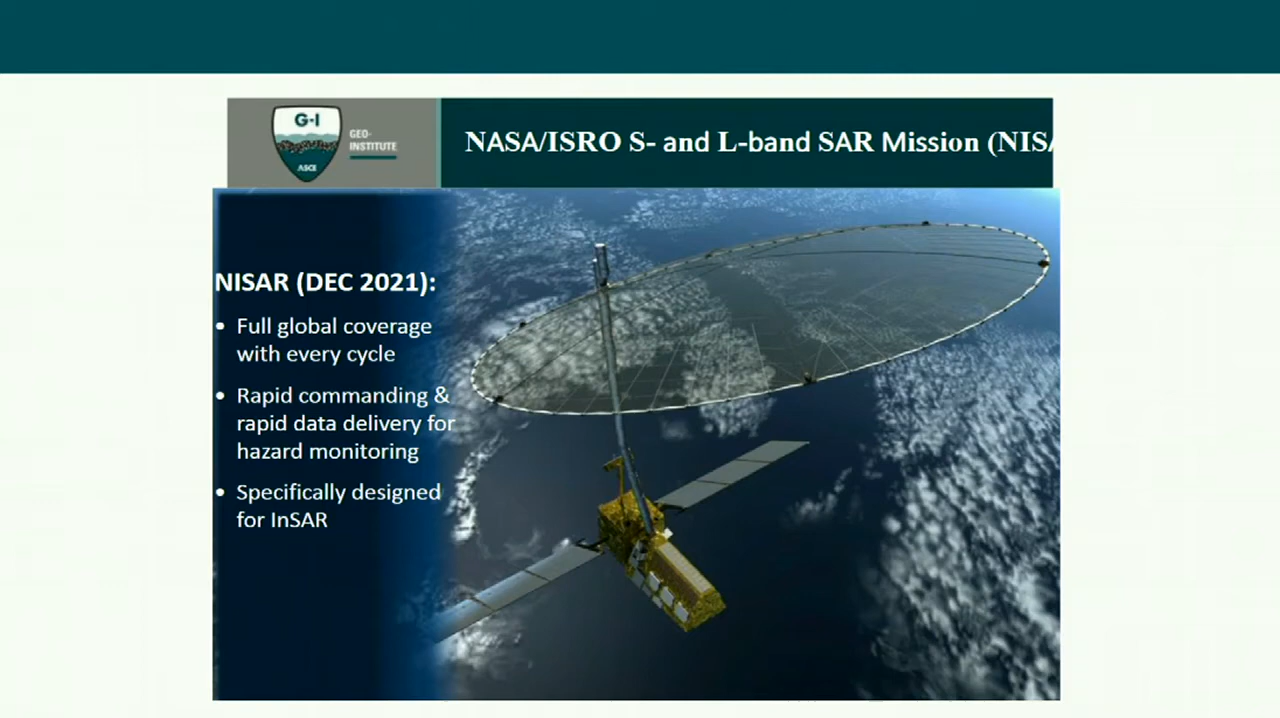 G-I
GEO-
INSTITUTE
ASCE
NASA/ISRO S- and L-band SAR Mission (NISA
NISAR (DEC 2021):
• Full global coverage
with every cycle
• Rapid commanding &
rapid data delivery for
hazard monitoring
• Specifically designed
for InSAR